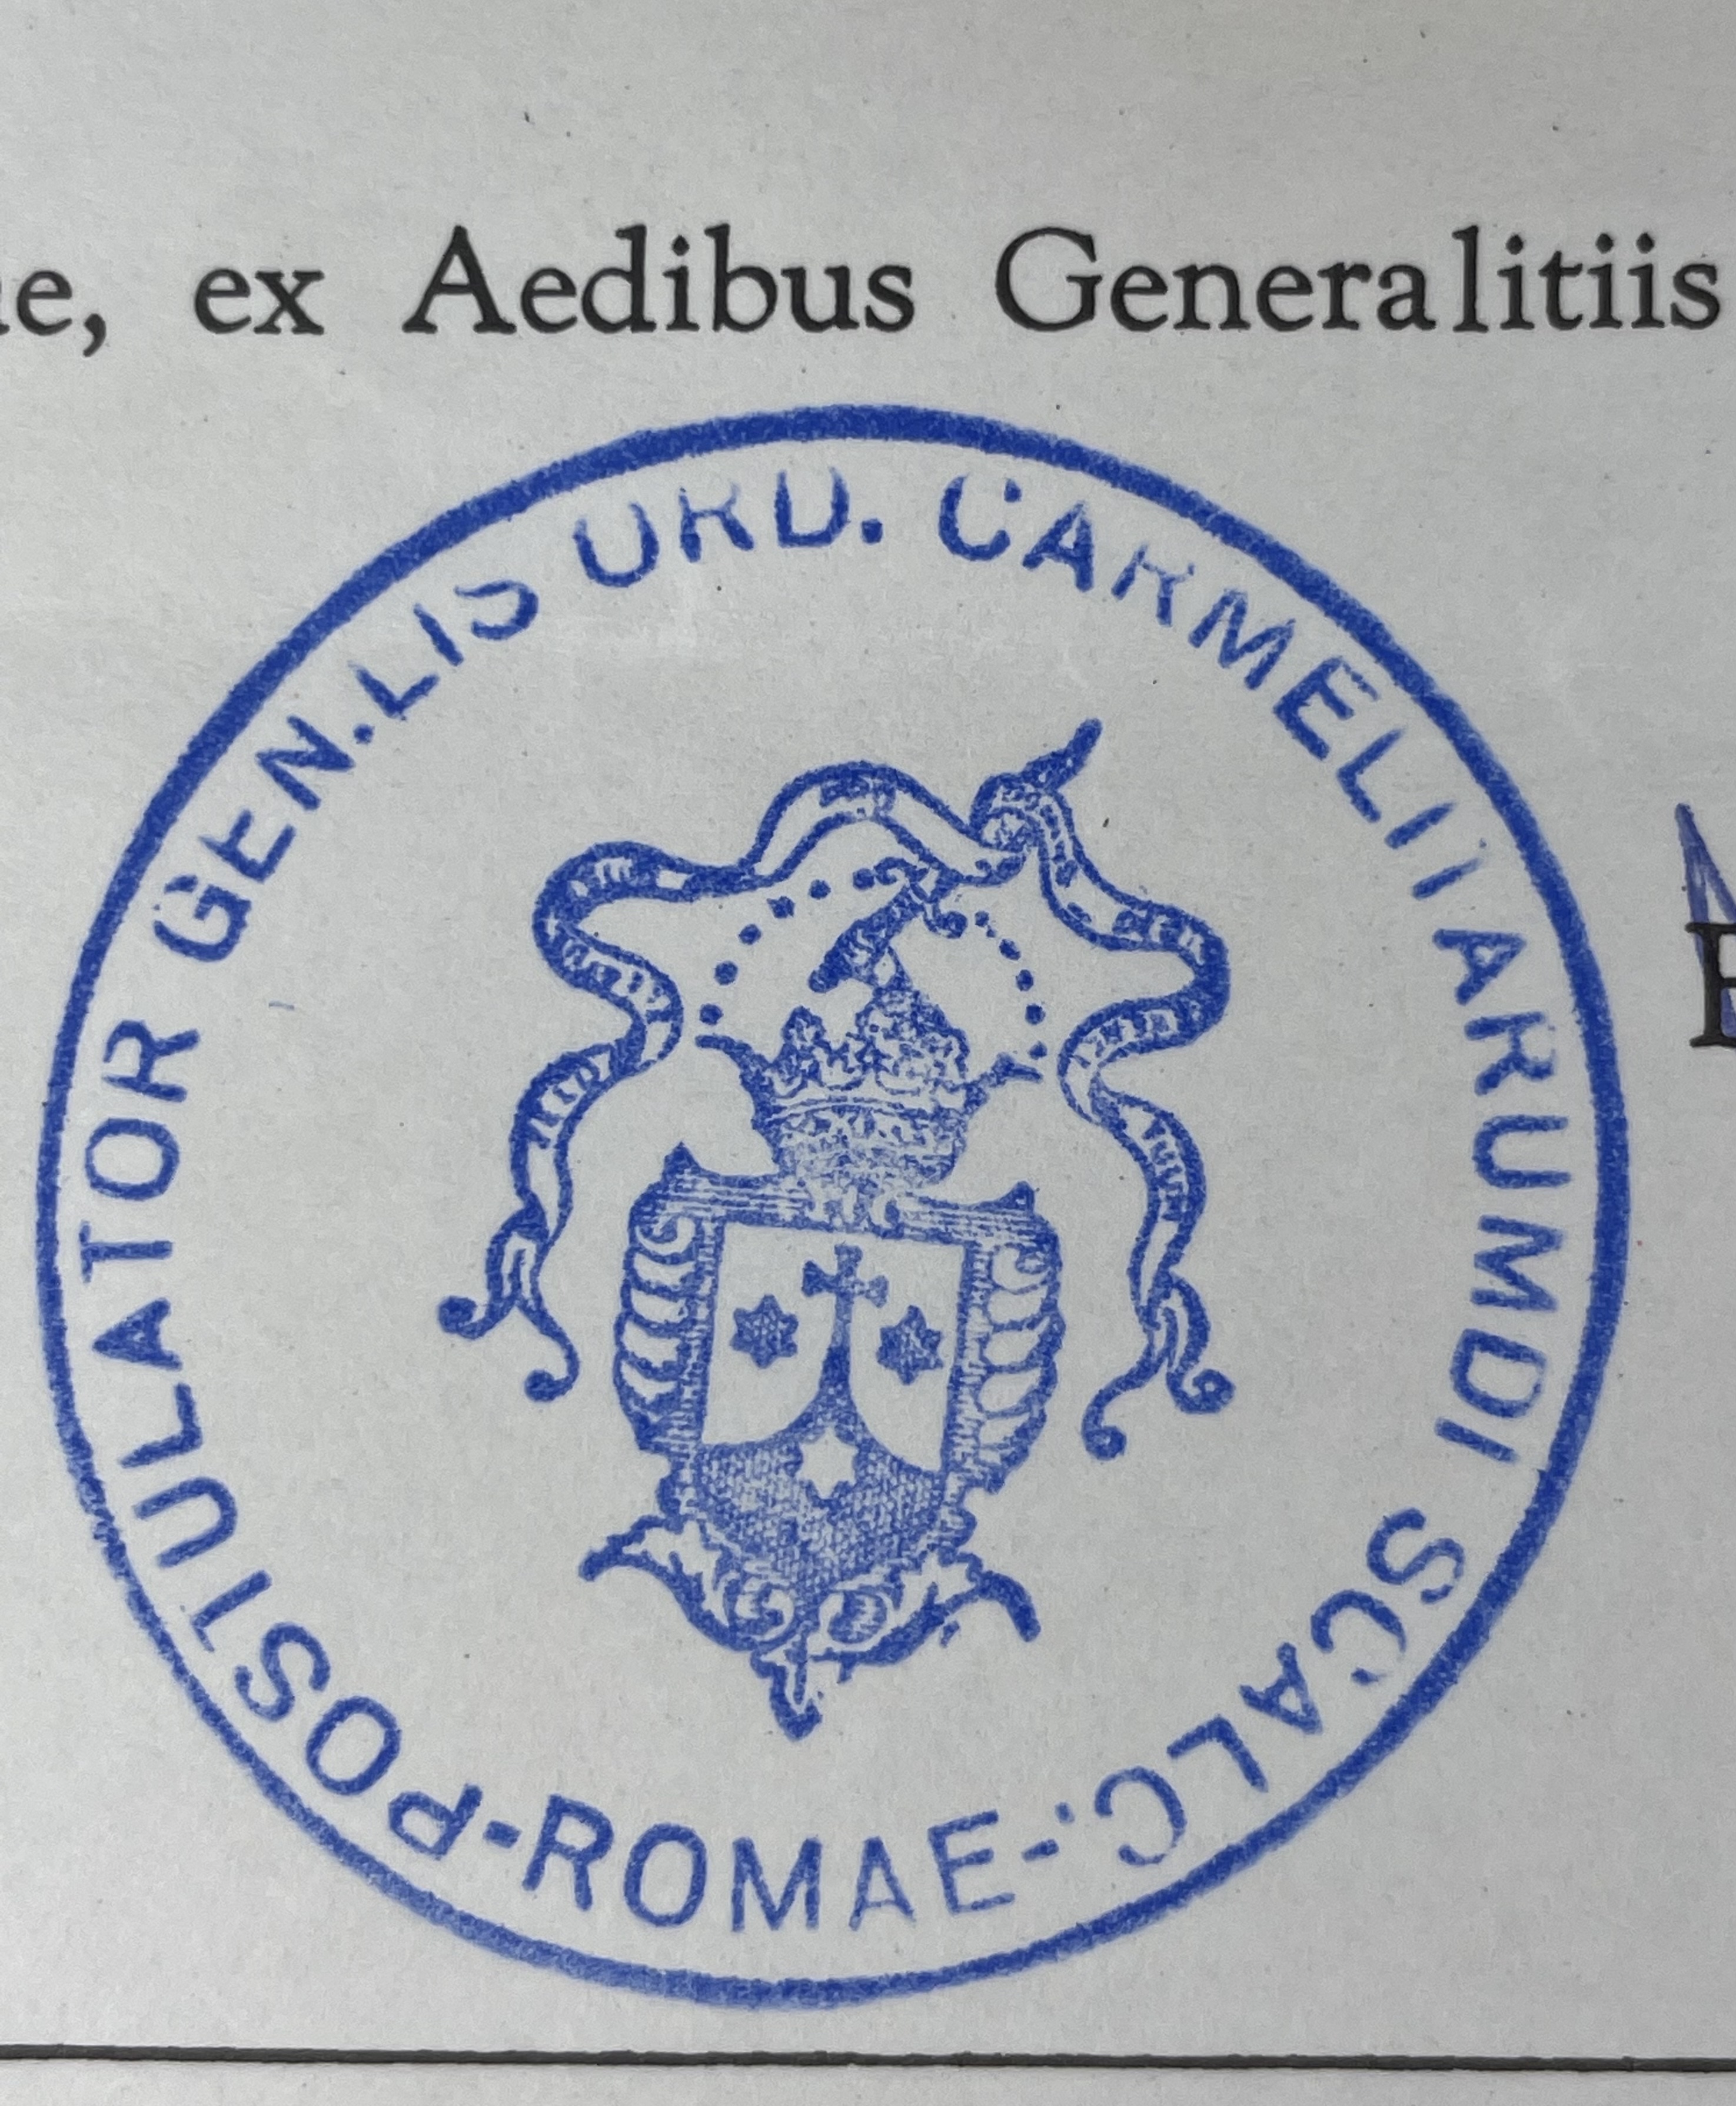 ex Aedibus Generalitiis
POSTULATOR GEN.LIS ORD. CARMELITARUM DISCALC.
-ROMAE-